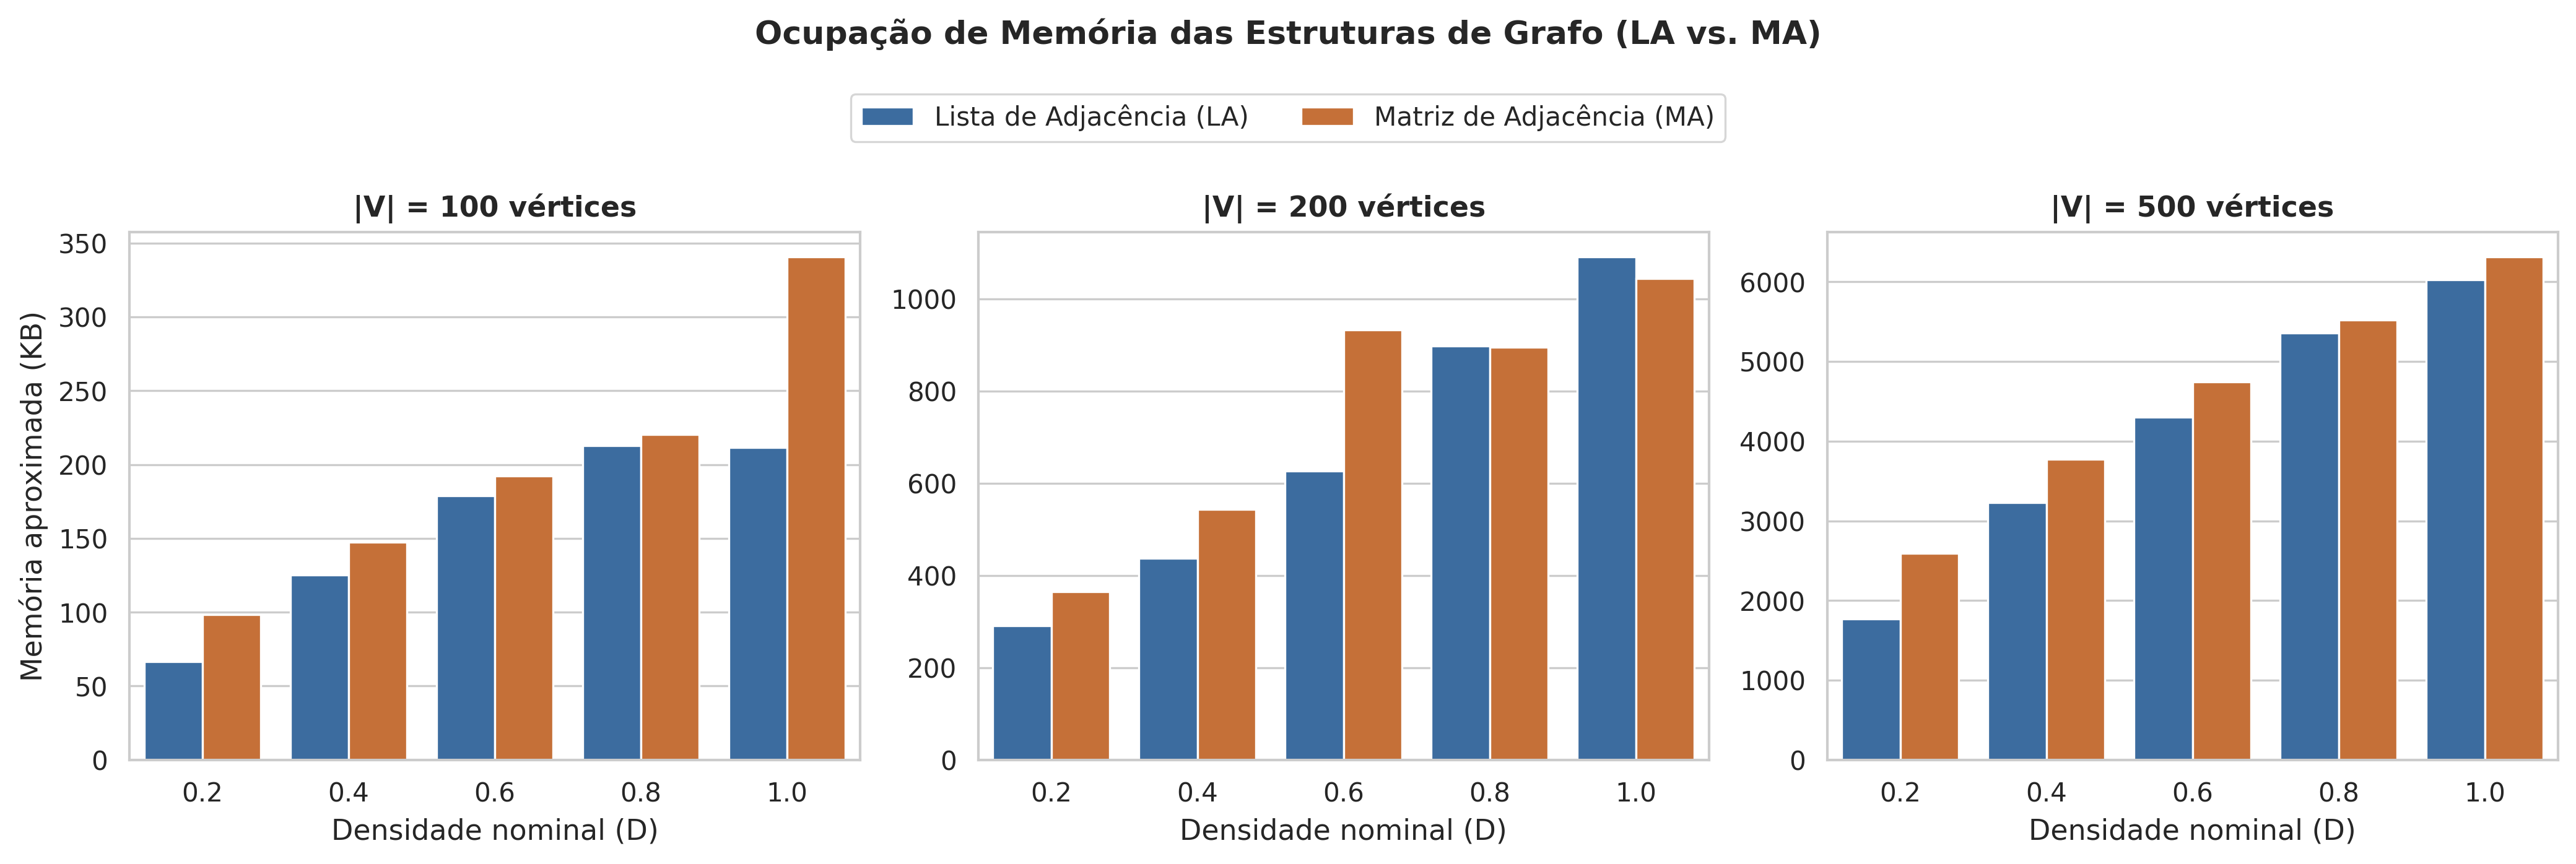 Ocupação de Memória das Estruturas de Grafo (LA vs. MA)
Lista de Adjacência (LA) Matriz de Adjacência (MA)
|V| = 100 vértices
350
300
250
200
150
100
50
0
Memória aproximada (KB)
0.2 0.4 0.6 0.8 1.0
Densidade nominal (D)
|V| = 200 vértices
1000
800
600
400
200
0
0.2 0.4 0.6 0.8 1.0
Densidade nominal (D)
|V| = 500 vértices
6000
5000
4000
3000
2000
1000
0
0.2 0.4 0.6 0.8 1.0
Densidade nominal (D)